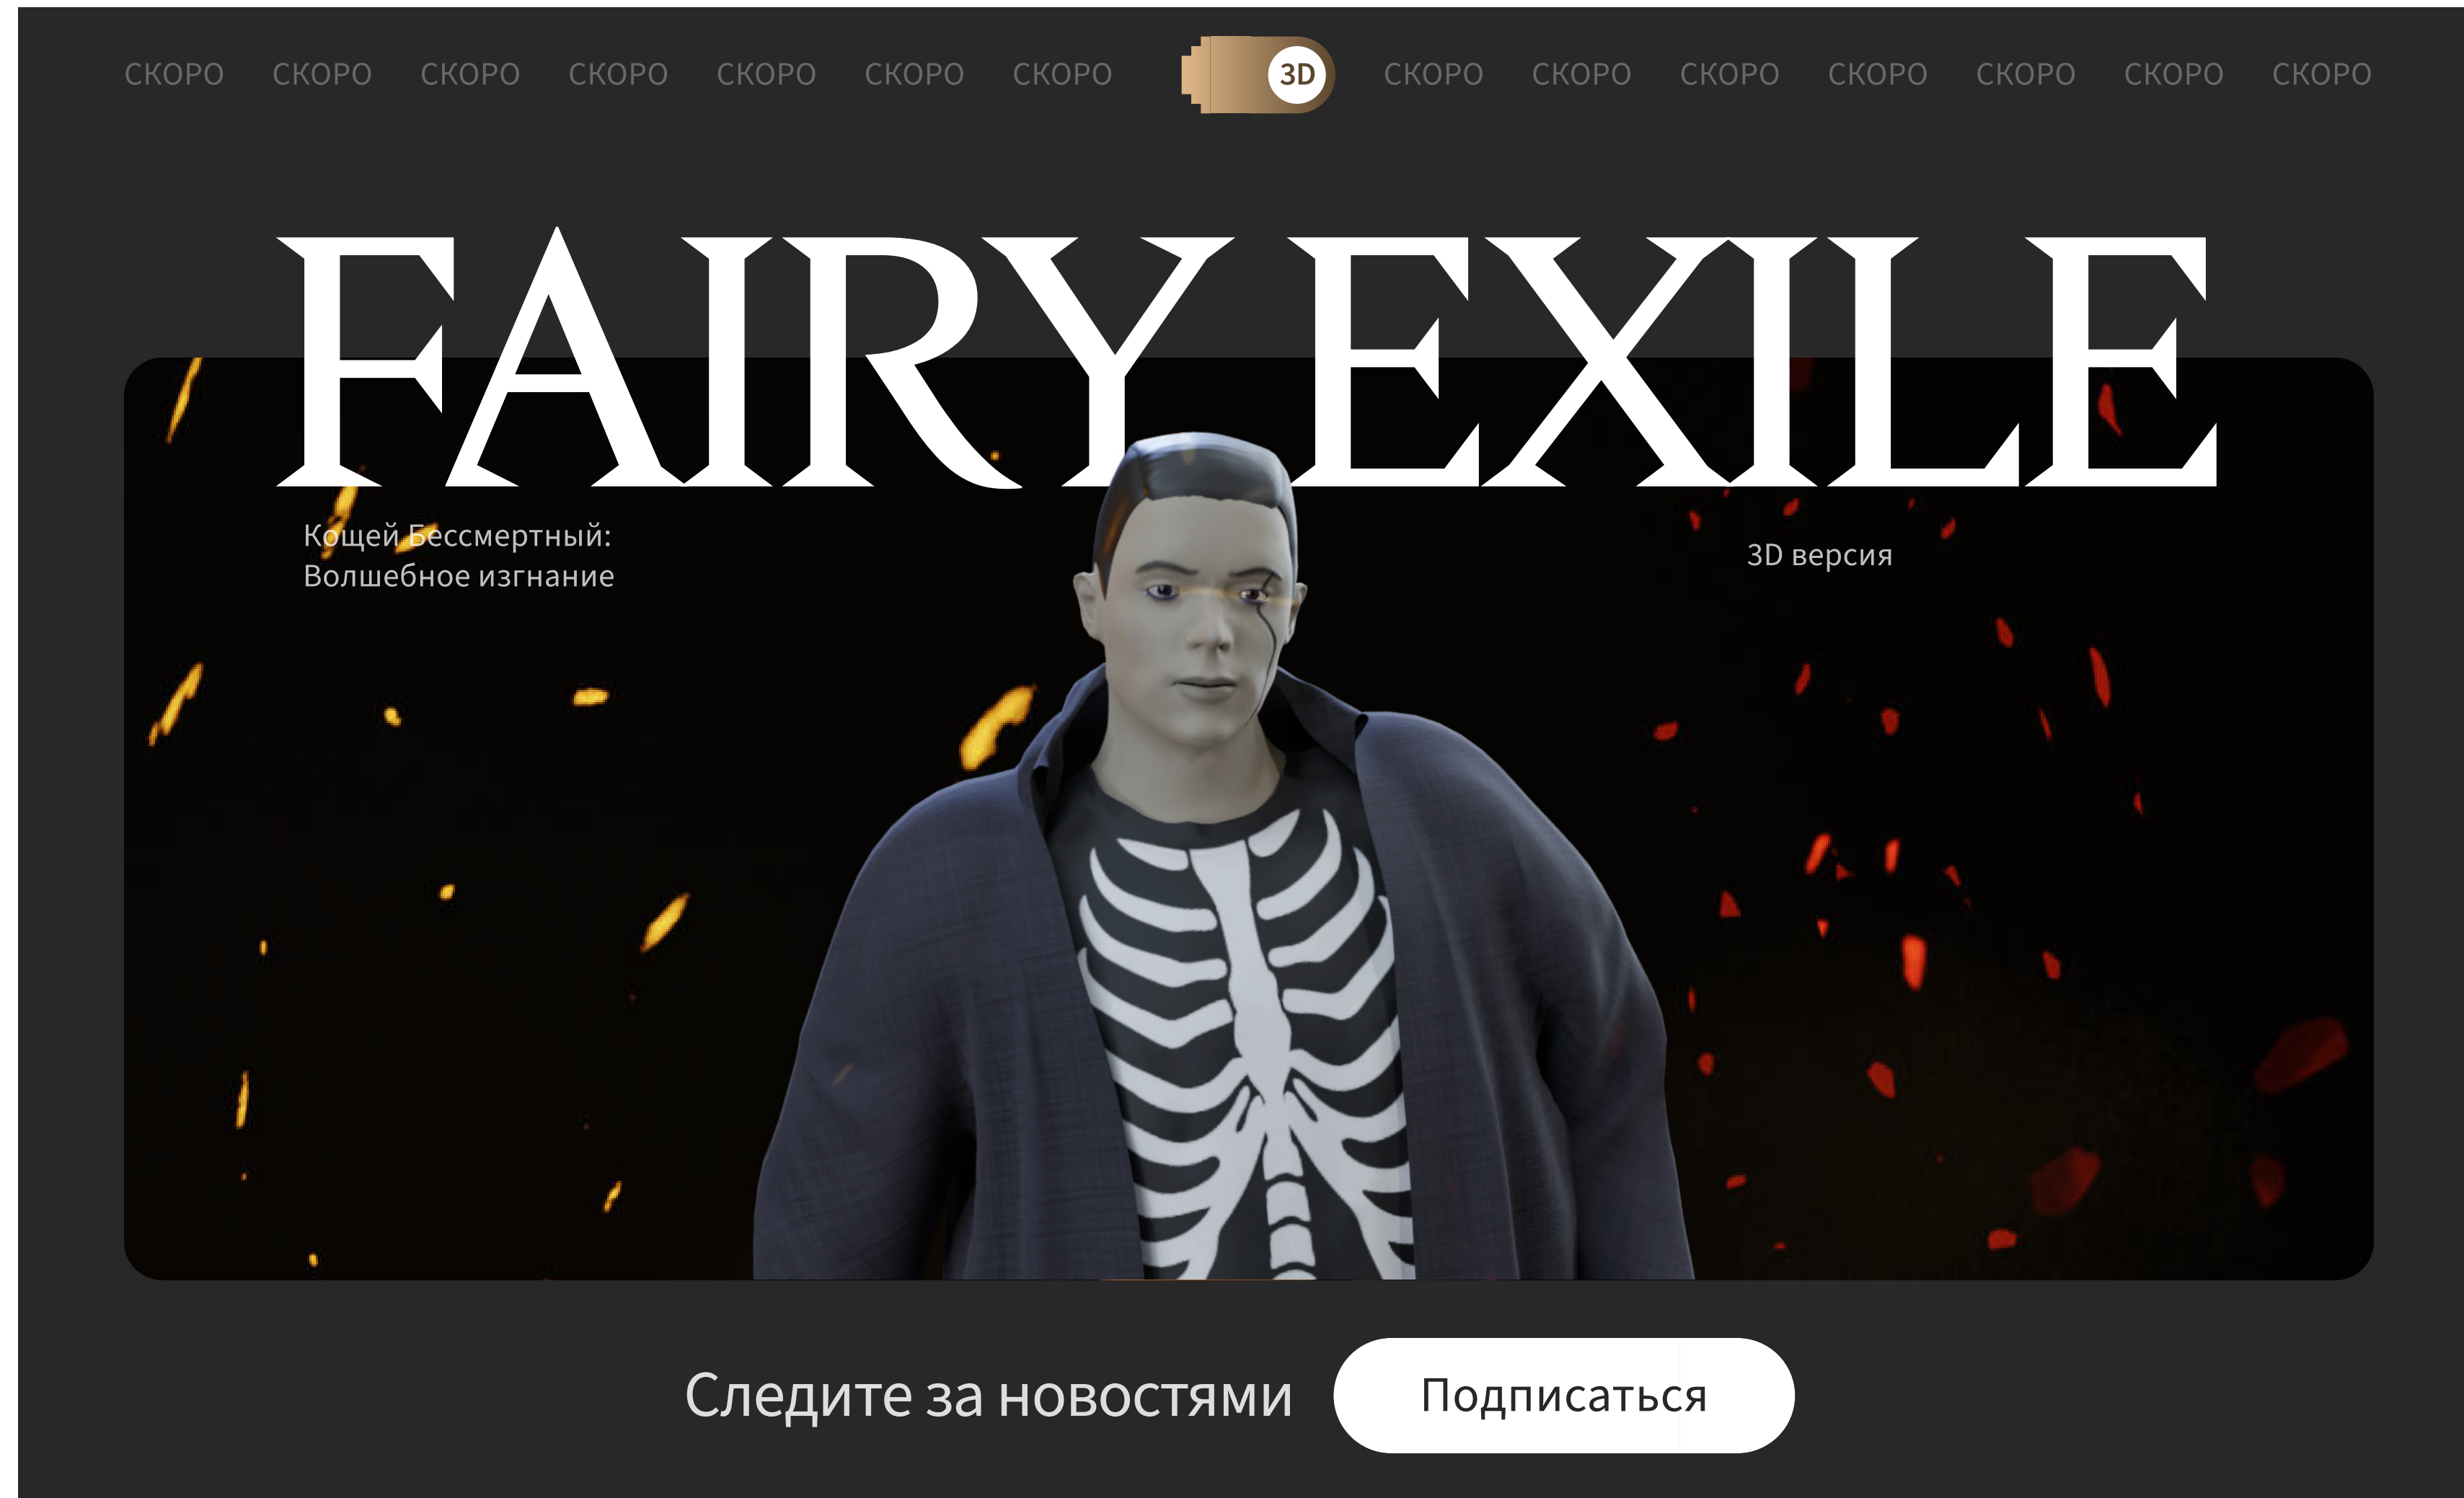 СКОРО СКОРО СКОРО СКОРО СКОРО СКОРО СКОРО 3D СКОРО СКОРО СКОРО СКОРО СКОРО СКОРО СКОРО
FAIRY EXILE
Кощей Бессмертный:
Волшебное изгнание
3D версия
Следите за новостями
Подписаться